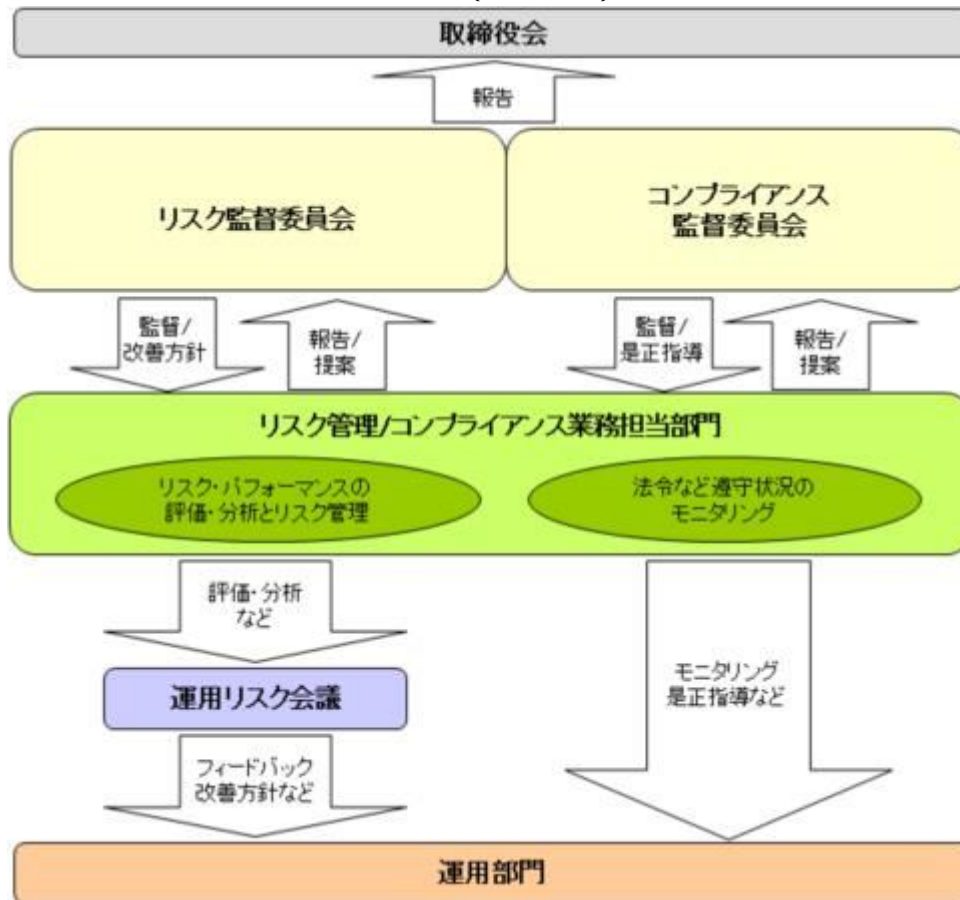 取締役会
報告
リスク監督委員会
コンプライアンス
監督委員会
監督/
改善方針
報告/
提案
監督/
是正指導
報告/
提案
リスク管理/コンプライアンス業務担当部門
リスク・パフォーマンスの
評価・分析とリスク管理
法令など遵守状況の
モニタリング
評価・分析
など
運用リスク会議
モニタリング
是正指導など
フィードバック
改善方針など
運用部門